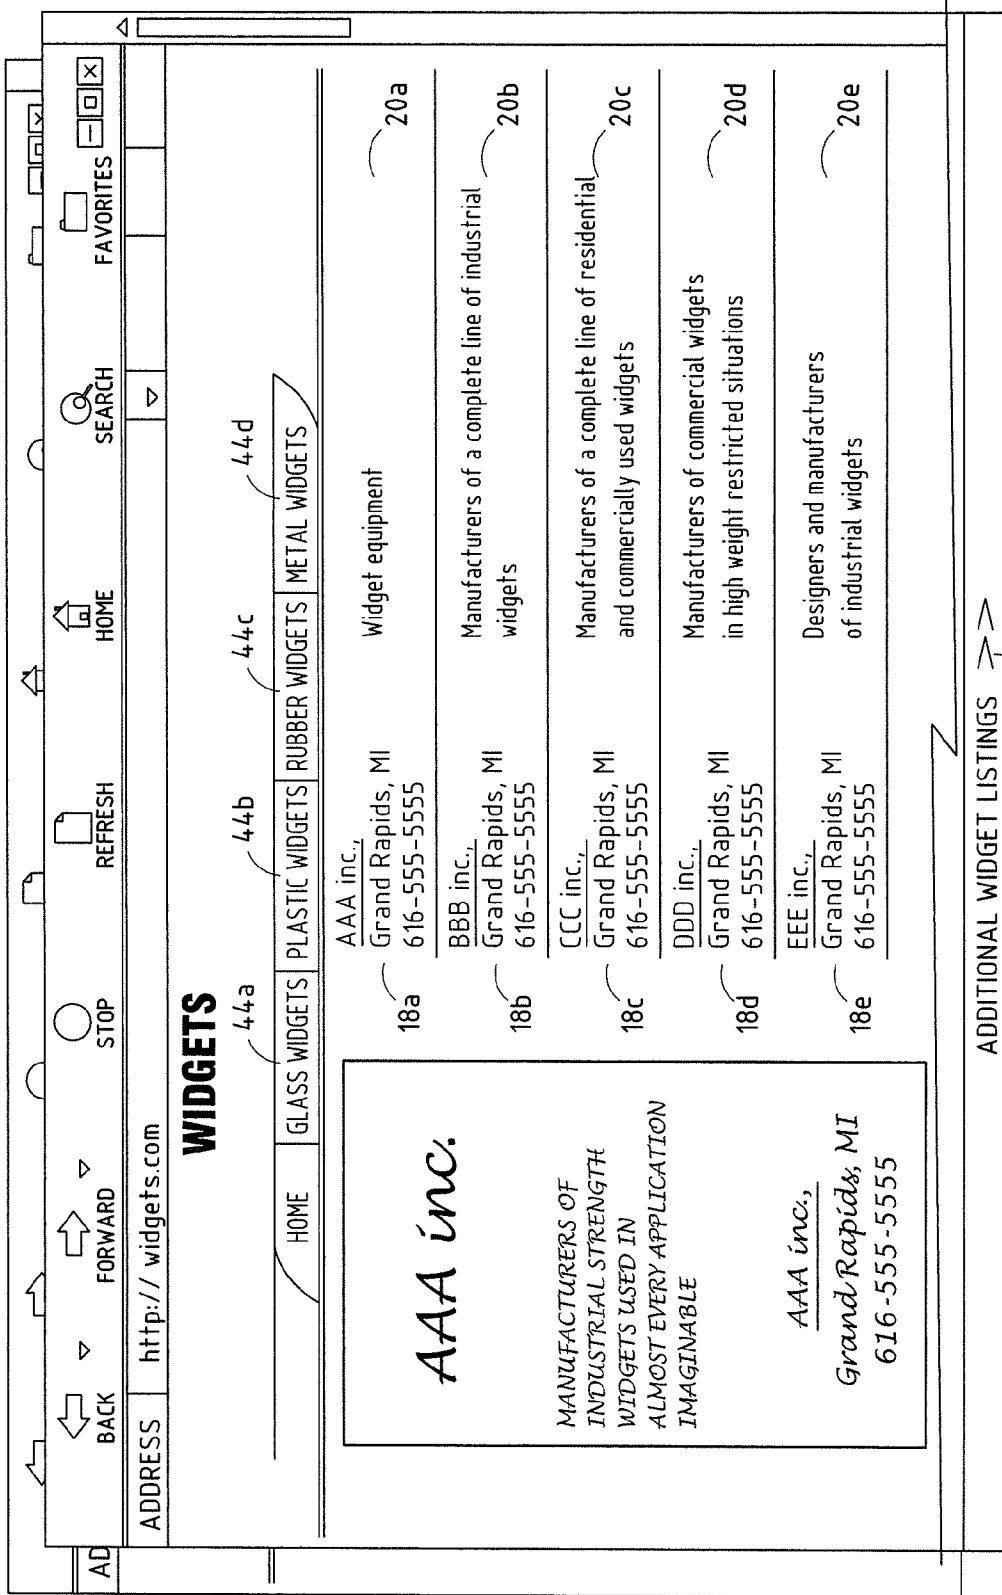 BACK
FORWARD
STOP
REFRESH
HOME
SEARCH
FAVORITES
AD
ADDRESS
http:// widgets.com
WIDGETS
44a
44b
44c
44d
HOME
GLASS WIDGETS
PLASTIC WIDGETS
RUBBER WIDGETS
METAL WIDGETS
AAA inc.
MANUFACTURERS OF
INDUSTRIAL STRENGTH
WIDGETS USED IN
ALMOST EVERY APPLICATION
IMAGINABLE
AAA inc.,
Grand Rapids, MI
616-555-5555
18a
AAA inc.,
Grand Rapids, MI
616-555-5555
Widget equipment
20a
18b
BBB inc.,
Grand Rapids, MI
616-555-5555
Manufacturers of a complete line of industrial
widgets
20b
18c
CCC inc.,
Grand Rapids, MI
616-555-5555
Manufacturers of a complete line of residential
and commercially used widgets
20c
18d
DDD inc.,
Grand Rapids, MI
616-555-5555
Manufacturers of commercial widgets
in high weight restricted situations
20d
18e
EEE inc.,
Grand Rapids, MI
616-555-5555
Designers and manufacturers
of industrial widgets
20e
ADDITIONAL WIDGET LISTINGS >>